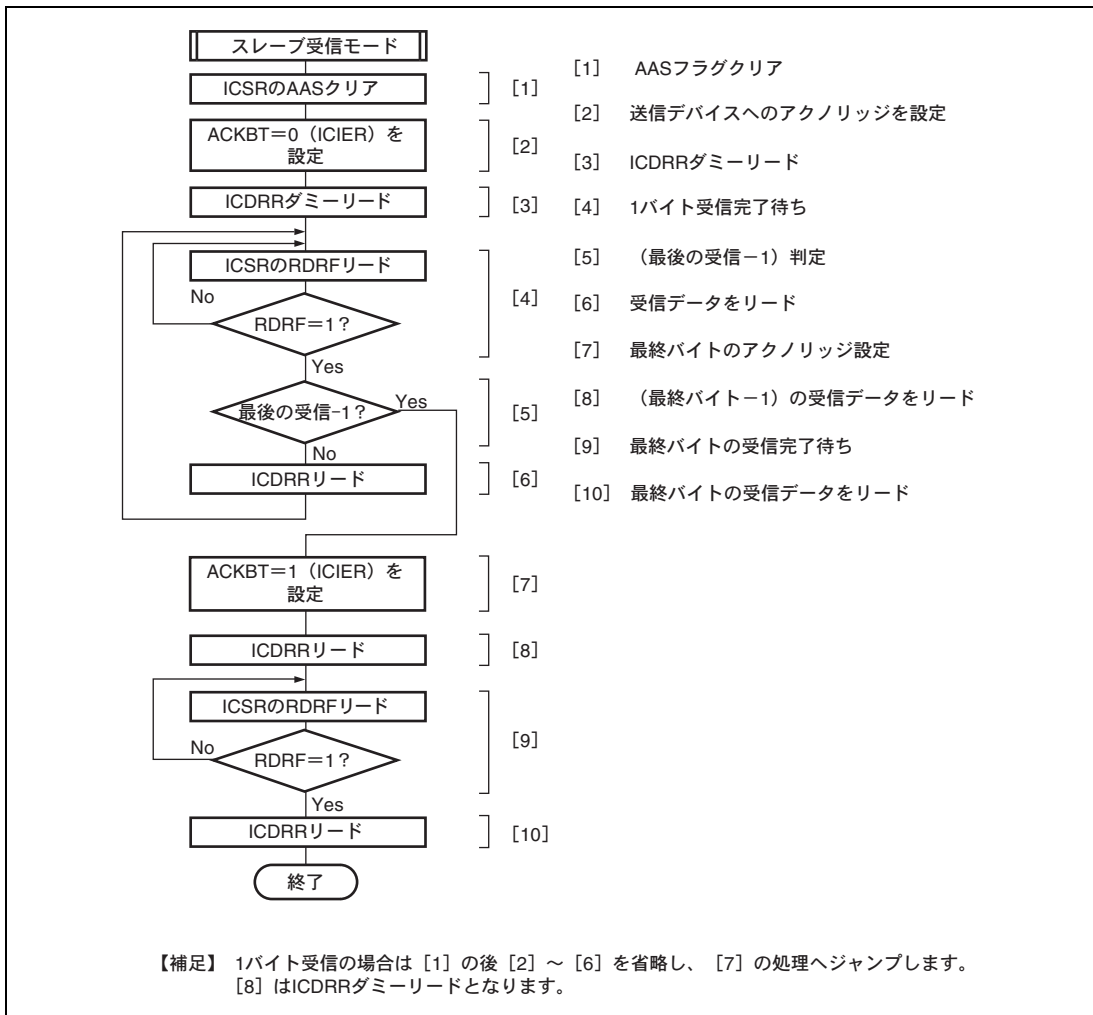 スレーブ受信モード
ICSRのAASクリア
[1]
ACKBT=0（ICIER）を
設定
[2]
ICDRRダミーリード
[3]
ICSRのRDRFリード
No
RDRF=1？
[4]
Yes
最後の受信-1？
Yes
[5]
No
ICDRRリード
[6]
ACKBT=1（ICIER）を
設定
[7]
ICDRRリード
[8]
ICSRのRDRFリード
No
RDRF=1？
[9]
Yes
ICDRRリード
[10]
終了
[1] AASフラグクリア
[2] 送信デバイスへのアクノリッジを設定
[3] ICDRRダミーリード
[4] 1バイト受信完了待ち
[5] （最後の受信－1）判定
[6] 受信データをリード
[7] 最終バイトのアクノリッジ設定
[8] （最終バイト－1）の受信データをリード
[9] 最終バイトの受信完了待ち
[10] 最終バイトの受信データをリード
【補足】 1バイト受信の場合は［1］の後［2］～［6］を省略し、［7］の処理へジャンプします。
［8］はICDRRダミーリードとなります。